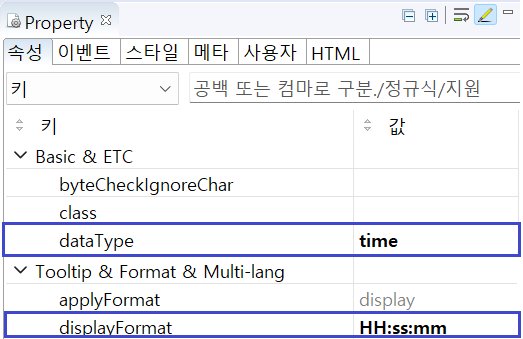 Property
속성 이벤트 스타일 메타 사용자 HTML
키 공백 또는 컴마로 구분./정규식/지원
키 값
Basic & ETC
byteCheckIgnoreChar
class
dataType time
Tooltip & Format & Multi-lang
applyFormat display
displayFormat HH:ss:mm